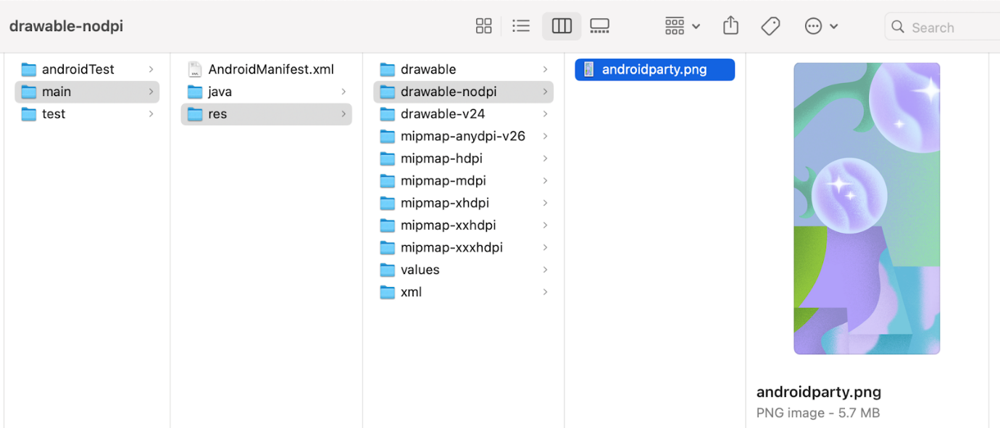 drawable-nodpi
Search
androidTest
main
test
AndroidManifest.xml
java
res
drawable
drawable-nodpi
drawable-v24
mipmap-anydpi-v26
mipmap-hdpi
mipmap-mdpi
mipmap-xhdpi
mipmap-xxhdpi
mipmap-xxxhdpi
values
xml
androidparty.png
androidparty.png
PNG image - 5.7 MB